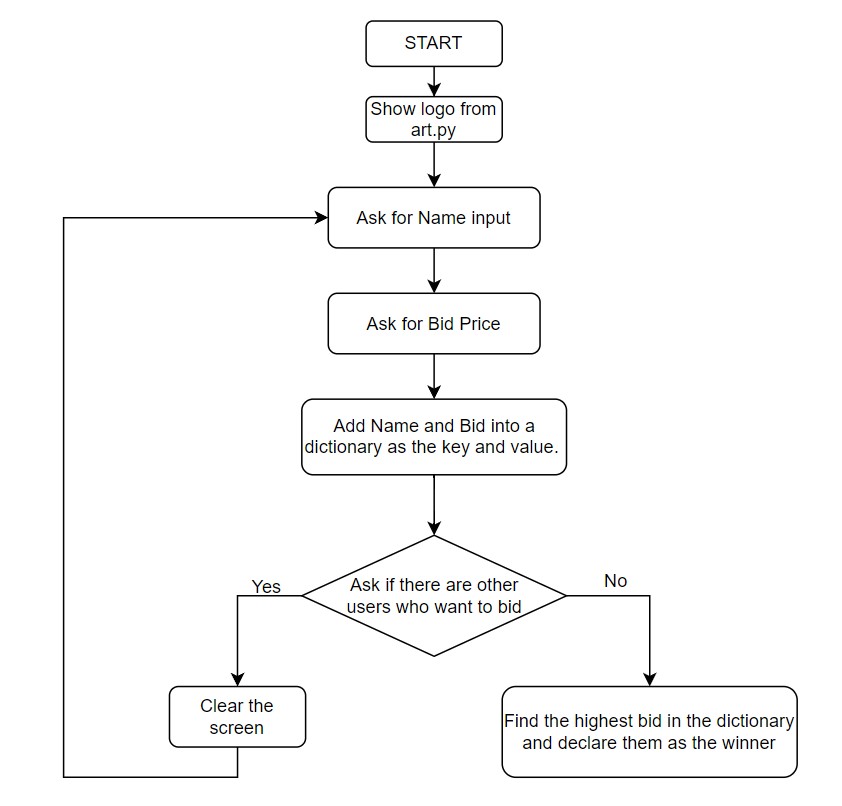 START
Show logo from
art.py
Ask for Name input
Ask for Bid Price
Add Name and Bid into a
dictionary as the key and value.
Ask if there are other
users who want to bid
Yes
No
Clear the
screen
Find the highest bid in the dictionary
and declare them as the winner